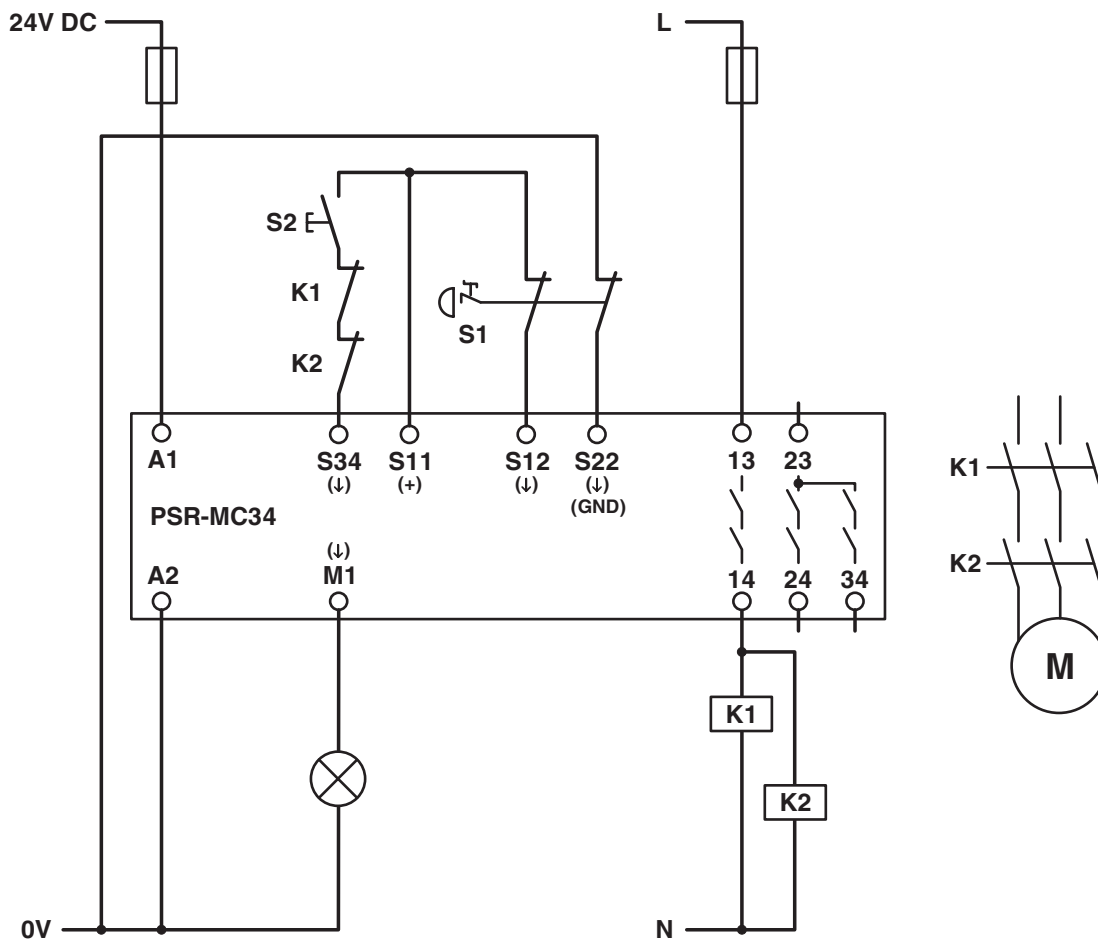 24V DC
L
S2
K1
S1
K2
A1
S34
(↓)
S11
(+)
S12
(↓)
S22
(↓)
(GND)
13
23
PSR-MC34
A2
(↓)
M1
14
24
34
K1
K2
M
K1
K2
0V
N